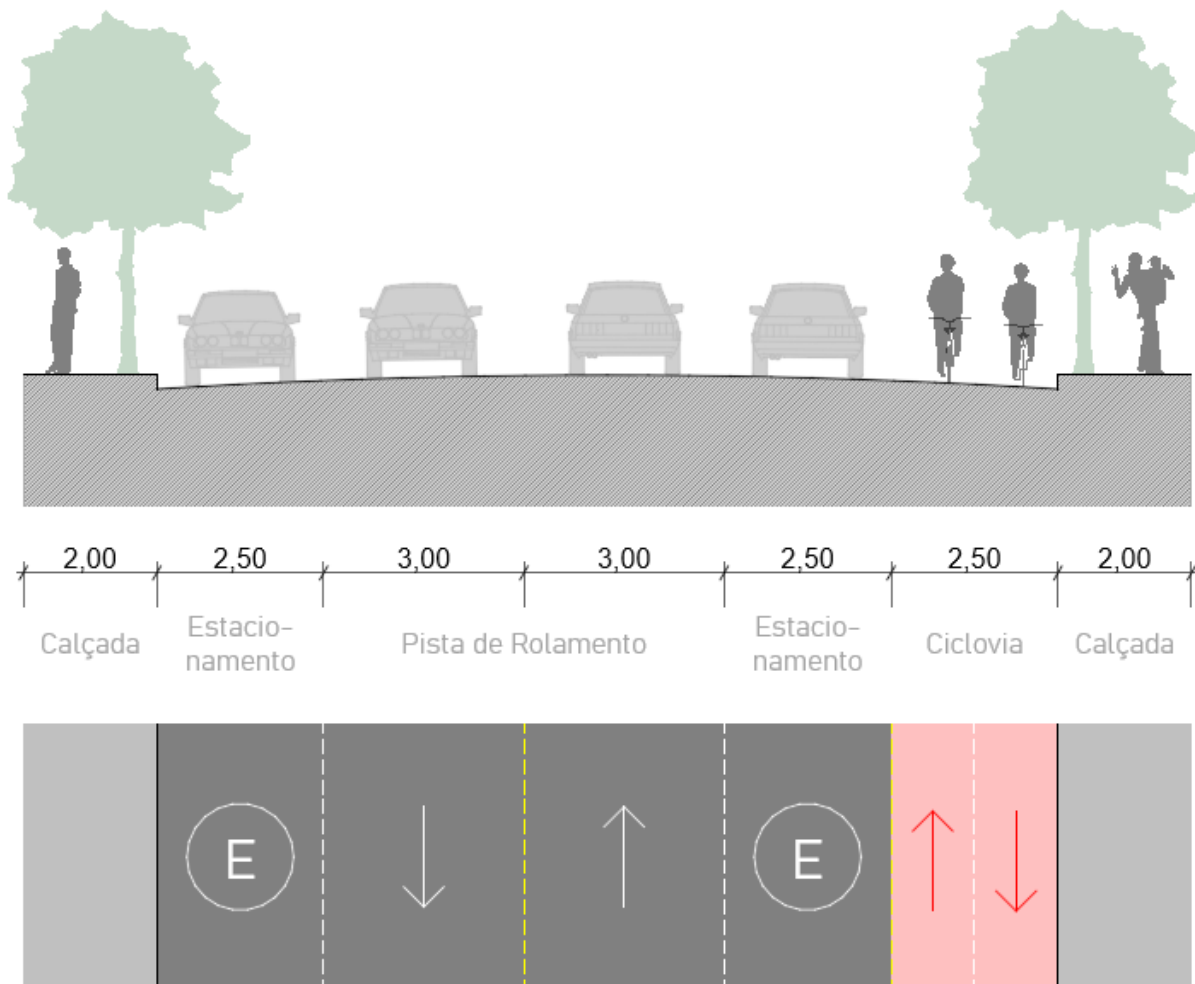 2,00 2,50 3,00 3,00 2,50 2,50 2,00
Calçada Estacio-namento Pista de Rolamento Estacio-namento Ciclovia Calçada
E E